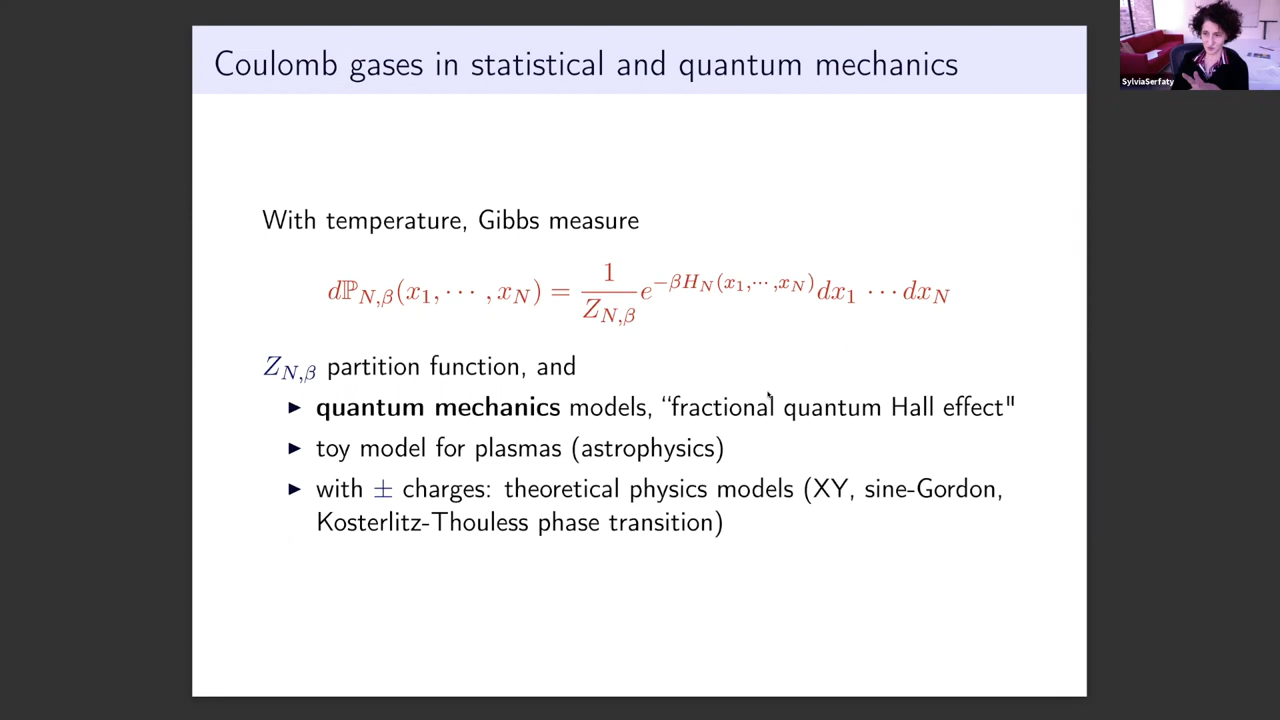 Coulomb gases in statistical and quantum mechanics
SylviaSerfaty
With temperature, Gibbs measure
dℙ_{N,β}(x_1, ⋯ , x_N) = \frac{1}{Z_{N,β}} e^{−βH_N(x_1,⋯,x_N)} dx_1 ⋯ dx_N
Z_{N,β} partition function, and
▶ quantum mechanics models, “fractional quantum Hall effect"
▶ toy model for plasmas (astrophysics)
▶ with ± charges: theoretical physics models (XY, sine-Gordon,
Kosterlitz-Thouless phase transition)